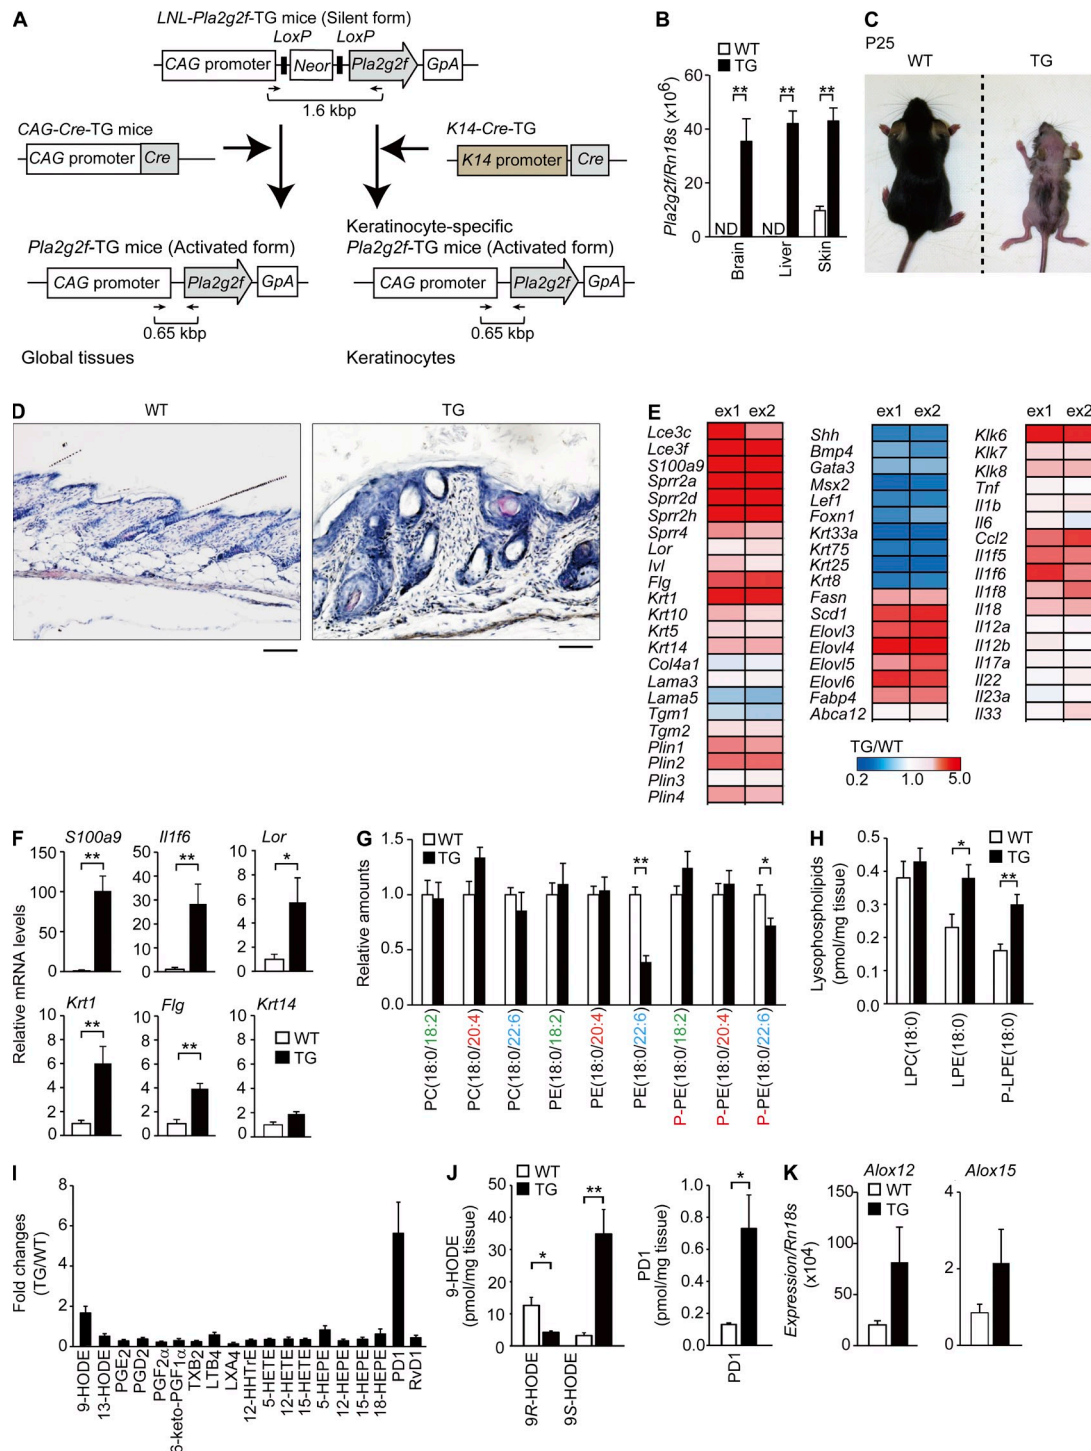 A
LNL-Pla2g2f-TG mice (Silent form)
LoxP LoxP
CAG promoter Neor Pla2g2f GpA
1.6 kbp
CAG-Cre-TG mice
CAG promoter Cre
K14-Cre-TG
K14 promoter Cre
Pla2g2f-TG mice (Activated form)
CAG promoter Pla2g2f GpA
0.65 kbp
Global tissues
Keratinocyte-specific
Pla2g2f-TG mice (Activated form)
CAG promoter Pla2g2f GpA
0.65 kbp
Keratinocytes
B
WT
TG
Pla2g2f/Rn18s (x10⁶)
60
40
20
0
** ** **
ND ND
Brain
Liver
Skin
C
P25
WT TG
D
WT TG
E
ex1 ex2
Lce3c
Lce3f
S100a9
Sprr2a
Sprr2d
Sprr2h
Sprr4
Lor
Ivl
Flg
Krt1
Krt10
Krt5
Krt14
Col4a1
Lama3
Lama5
Tgm1
Tgm2
Plin1
Plin2
Plin3
Plin4
ex1 ex2
Shh
Bmp4
Gata3
Msx2
Lef1
Foxn1
Krt33a
Krt75
Krt25
Krt8
Fasn
Scd1
Elovl3
Elovl4
Elovl5
Elovl6
Fabp4
Abca12
ex1 ex2
Klk6
Klk7
Klk8
Tnf
Il1b
Il6
Ccl2
Il1f5
Il1f6
Il1f8
Il18
Il12a
Il12b
Il17a
Il22
Il23a
Il33
TG/WT
0.2 1.0 5.0
F
Relative mRNA levels
S100a9
150
100
50
0
**
Il1f6
50
40
30
20
10
0
**
Lor
10
8
6
4
2
0
*
Krt1
10
8
6
4
2
0
**
Flg
10
8
6
4
2
0
**
Krt14
10
8
6
4
2
0
WT
TG
G
WT
TG
Relative amounts
1.5
1.0
0.5
0.0
** *
PC(18:0/18:2)
PC(18:0/20:4)
PC(18:0/22:6)
PE(18:0/18:2)
PE(18:0/20:4)
PE(18:0/22:6)
P-PE(18:0/18:2)
P-PE(18:0/20:4)
P-PE(18:0/22:6)
H
WT
TG
Lysophospholipids
(pmol/mg tissue)
0.5
0.4
0.3
0.2
0.1
0.0
* **
LPC(18:0)
LPE(18:0)
P-LPE(18:0)
I
Fold changes
(TG/WT)
8
6
4
2
0
9-HODE
13-HODE
PGE2
PGD2
PGF2α
6-keto-PGF1α
TXB2
LTB4
LXA4
12-HHTrE
5-HETE
12-HETE
15-HETE
5-HEPE
12-HEPE
15-HEPE
18-HEPE
PD1
RvD1
J
WT
TG
9-HODE
(pmol/mg tissue)
50
40
30
20
10
0
* **
9R-HODE
9S-HODE
PD1
(pmol/mg tissue)
1.0
0.8
0.6
0.4
0.2
0.0
*
PD1
K
Expression/Rn18s
(x10⁴)
Alox12
WT
TG
150
100
50
0
Alox15
4
2
0